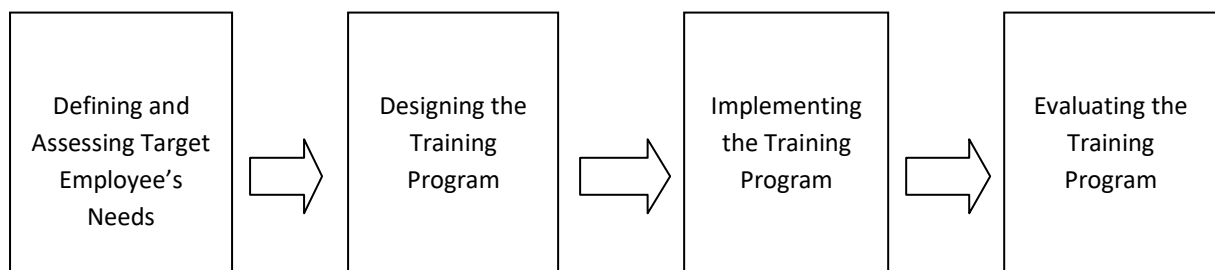 Defining and
Assessing Target
Employee’s
Needs
Designing the
Training
Program
Implementing
the Training
Program
Evaluating the
Training
Program